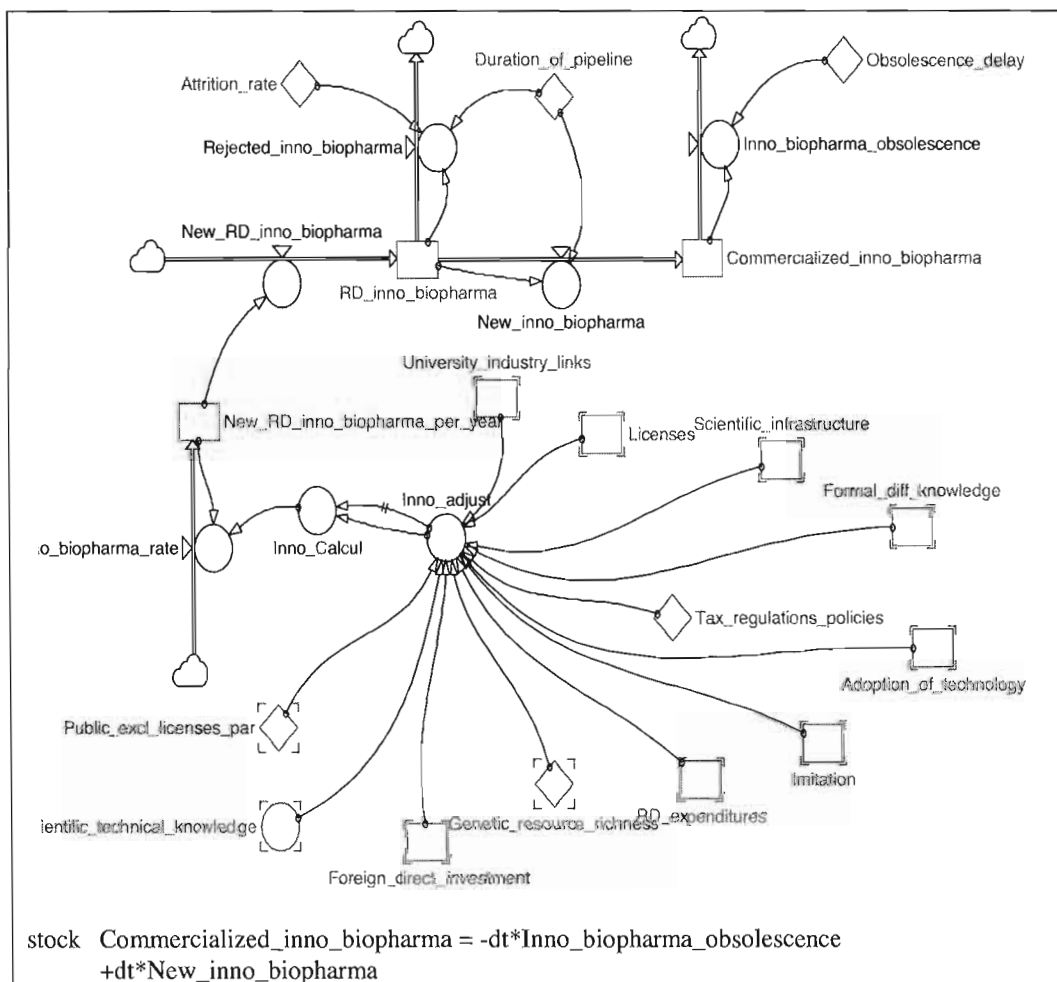 Duration_of_pipeline
Obsolescence_delay
Attrition_rate
Rejected_inno_biopharma
Inno_biopharma_obsolescence
New_RD_inno_biopharma
Commercialized_inno_biopharma
RD_inno_biopharma
New_inno_biopharma
University_industry_links
New_RD_inno_biopharma_per_year
Licenses
Scientific_infrastructure
Formal_diff_knowledge
Inno_adjust
o_biopharma_rate
Inno_Calcul
Tax_regulations_policies
Adoption_of_technology
Public_excl_licenses_par
Imitation
ientific_technical_knowledge
Genetic_resource_richness
RD_expenditures
Foreign_direct_investment
stock Commercialized_inno_biopharma = -dt*Inno_biopharma_obsolescence
+dt*New_inno_biopharma